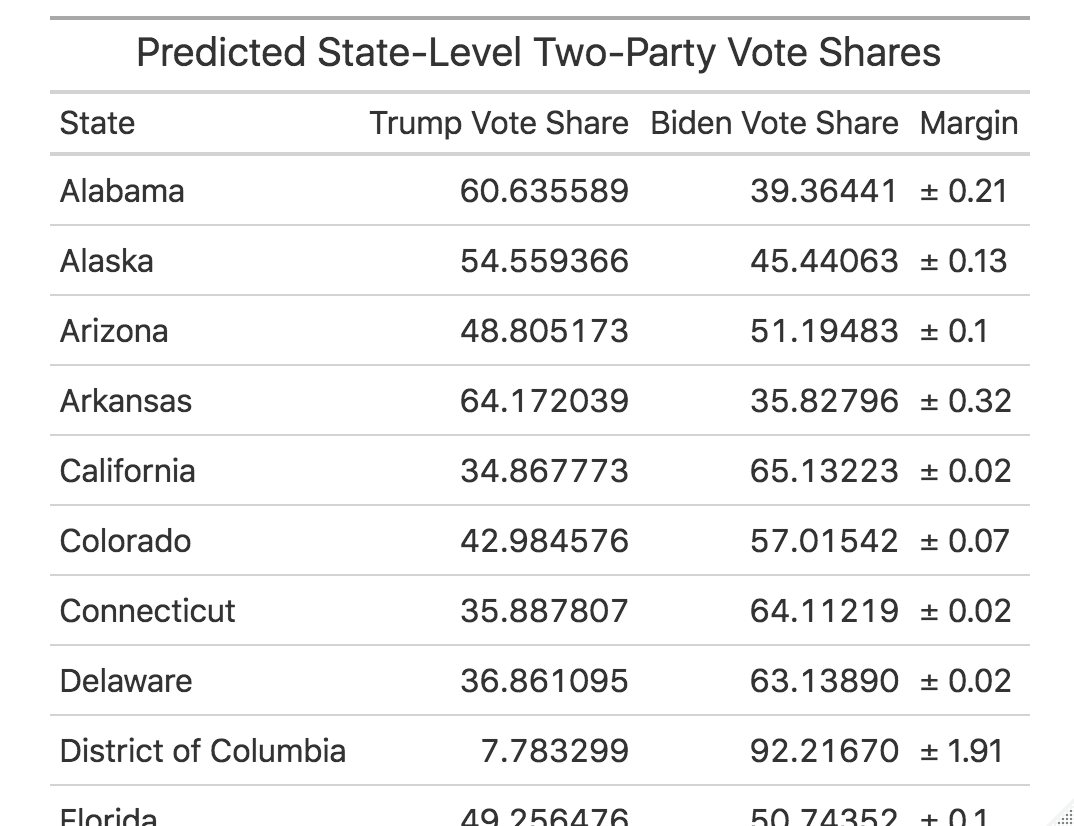 Predicted State-Level Two-Party Vote Shares
State Trump Vote Share Biden Vote Share Margin
Alabama 60.635589 39.36441 ± 0.21
Alaska 54.559366 45.44063 ± 0.13
Arizona 48.805173 51.19483 ± 0.1
Arkansas 64.172039 35.82796 ± 0.32
California 34.867773 65.13223 ± 0.02
Colorado 42.984576 57.01542 ± 0.07
Connecticut 35.887807 64.11219 ± 0.02
Delaware 36.861095 63.13890 ± 0.02
District of Columbia 7.783299 92.21670 ± 1.91
Florida 49.256476 50.74352 ± 0.1